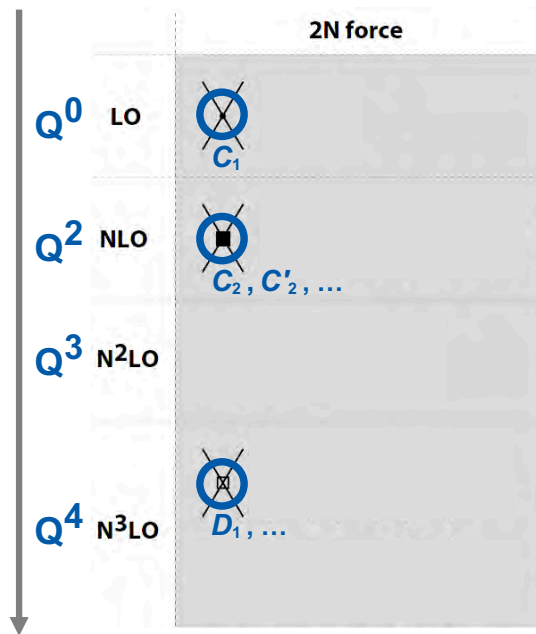 2N force
Q⁰ LO
C₁
Q² NLO
C₂ , C′₂ , ...
Q³ N²LO
Q⁴ N³LO
D₁ , ...